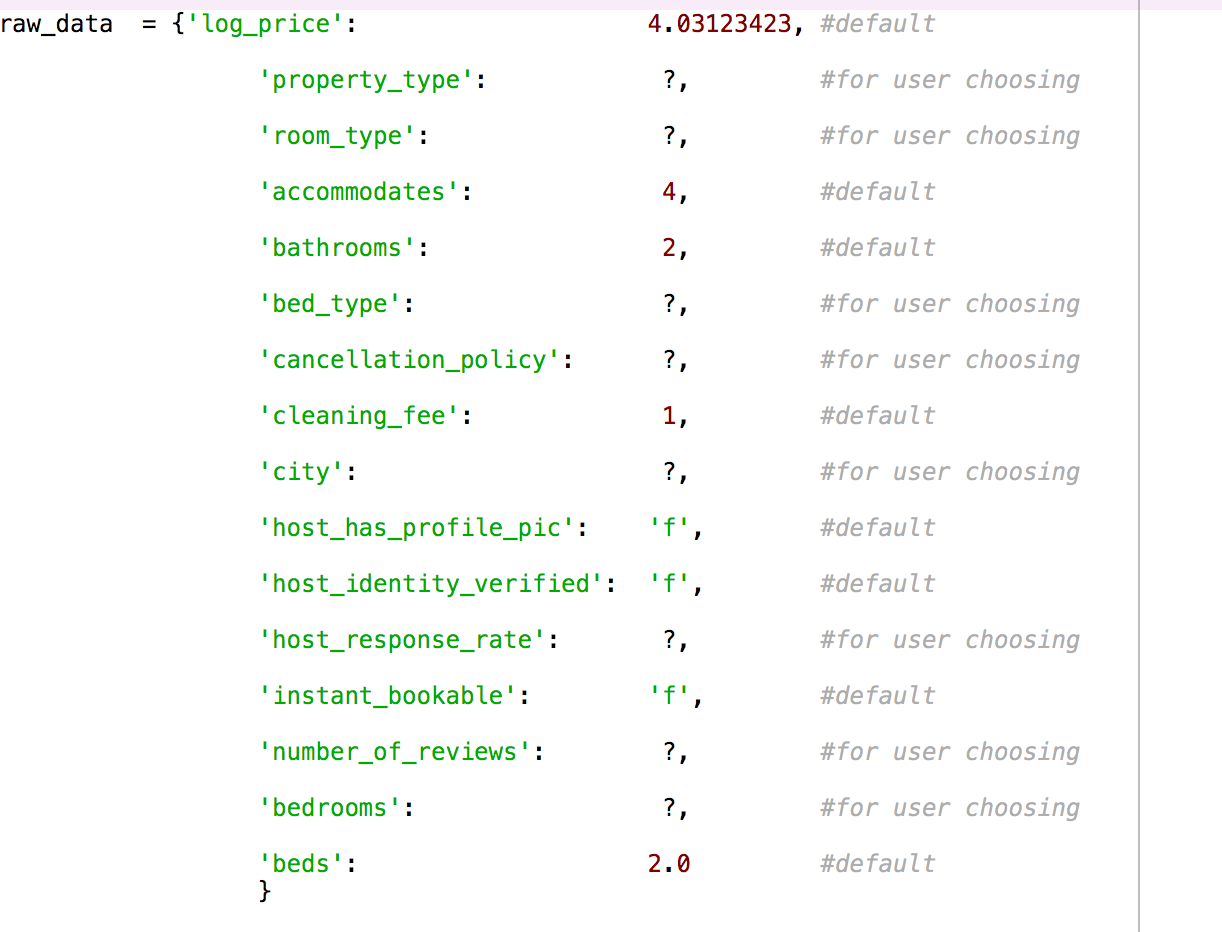 raw_data  = {'log_price':                    4.03123423, #default
'property_type':            ?,         #for user choosing
'room_type':                ?,         #for user choosing
'accommodates':             4,         #default
'bathrooms':                2,         #default
'bed_type':                 ?,         #for user choosing
'cancellation_policy':      ?,         #for user choosing
'cleaning_fee':             1,         #default
'city':                     ?,         #for user choosing
'host_has_profile_pic':    'f',        #default
'host_identity_verified':  'f',        #default
'host_response_rate':       ?,         #for user choosing
'instant_bookable':        'f',        #default
'number_of_reviews':        ?,         #for user choosing
'bedrooms':                 ?,         #for user choosing
'beds':                    2.0         #default
}